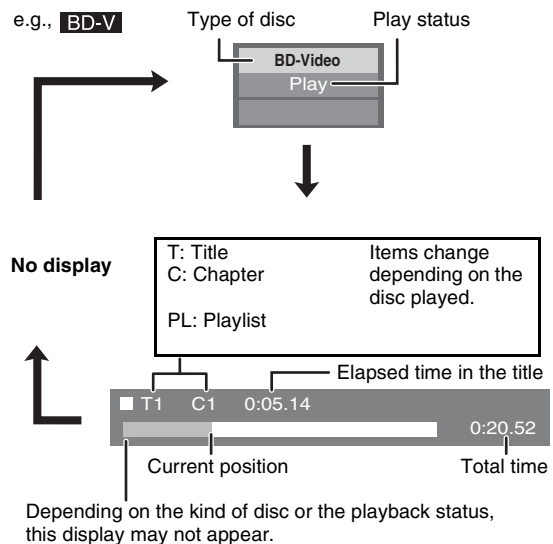 e.g., BD-V
Type of disc
Play status
BD-Video
Play
No display
T: Title
C: Chapter
PL: Playlist
Items change
depending on the
disc played.
Elapsed time in the title
T1 C1 0:05.14
0:20.52
Current position
Total time
Depending on the kind of disc or the playback status,
this display may not appear.